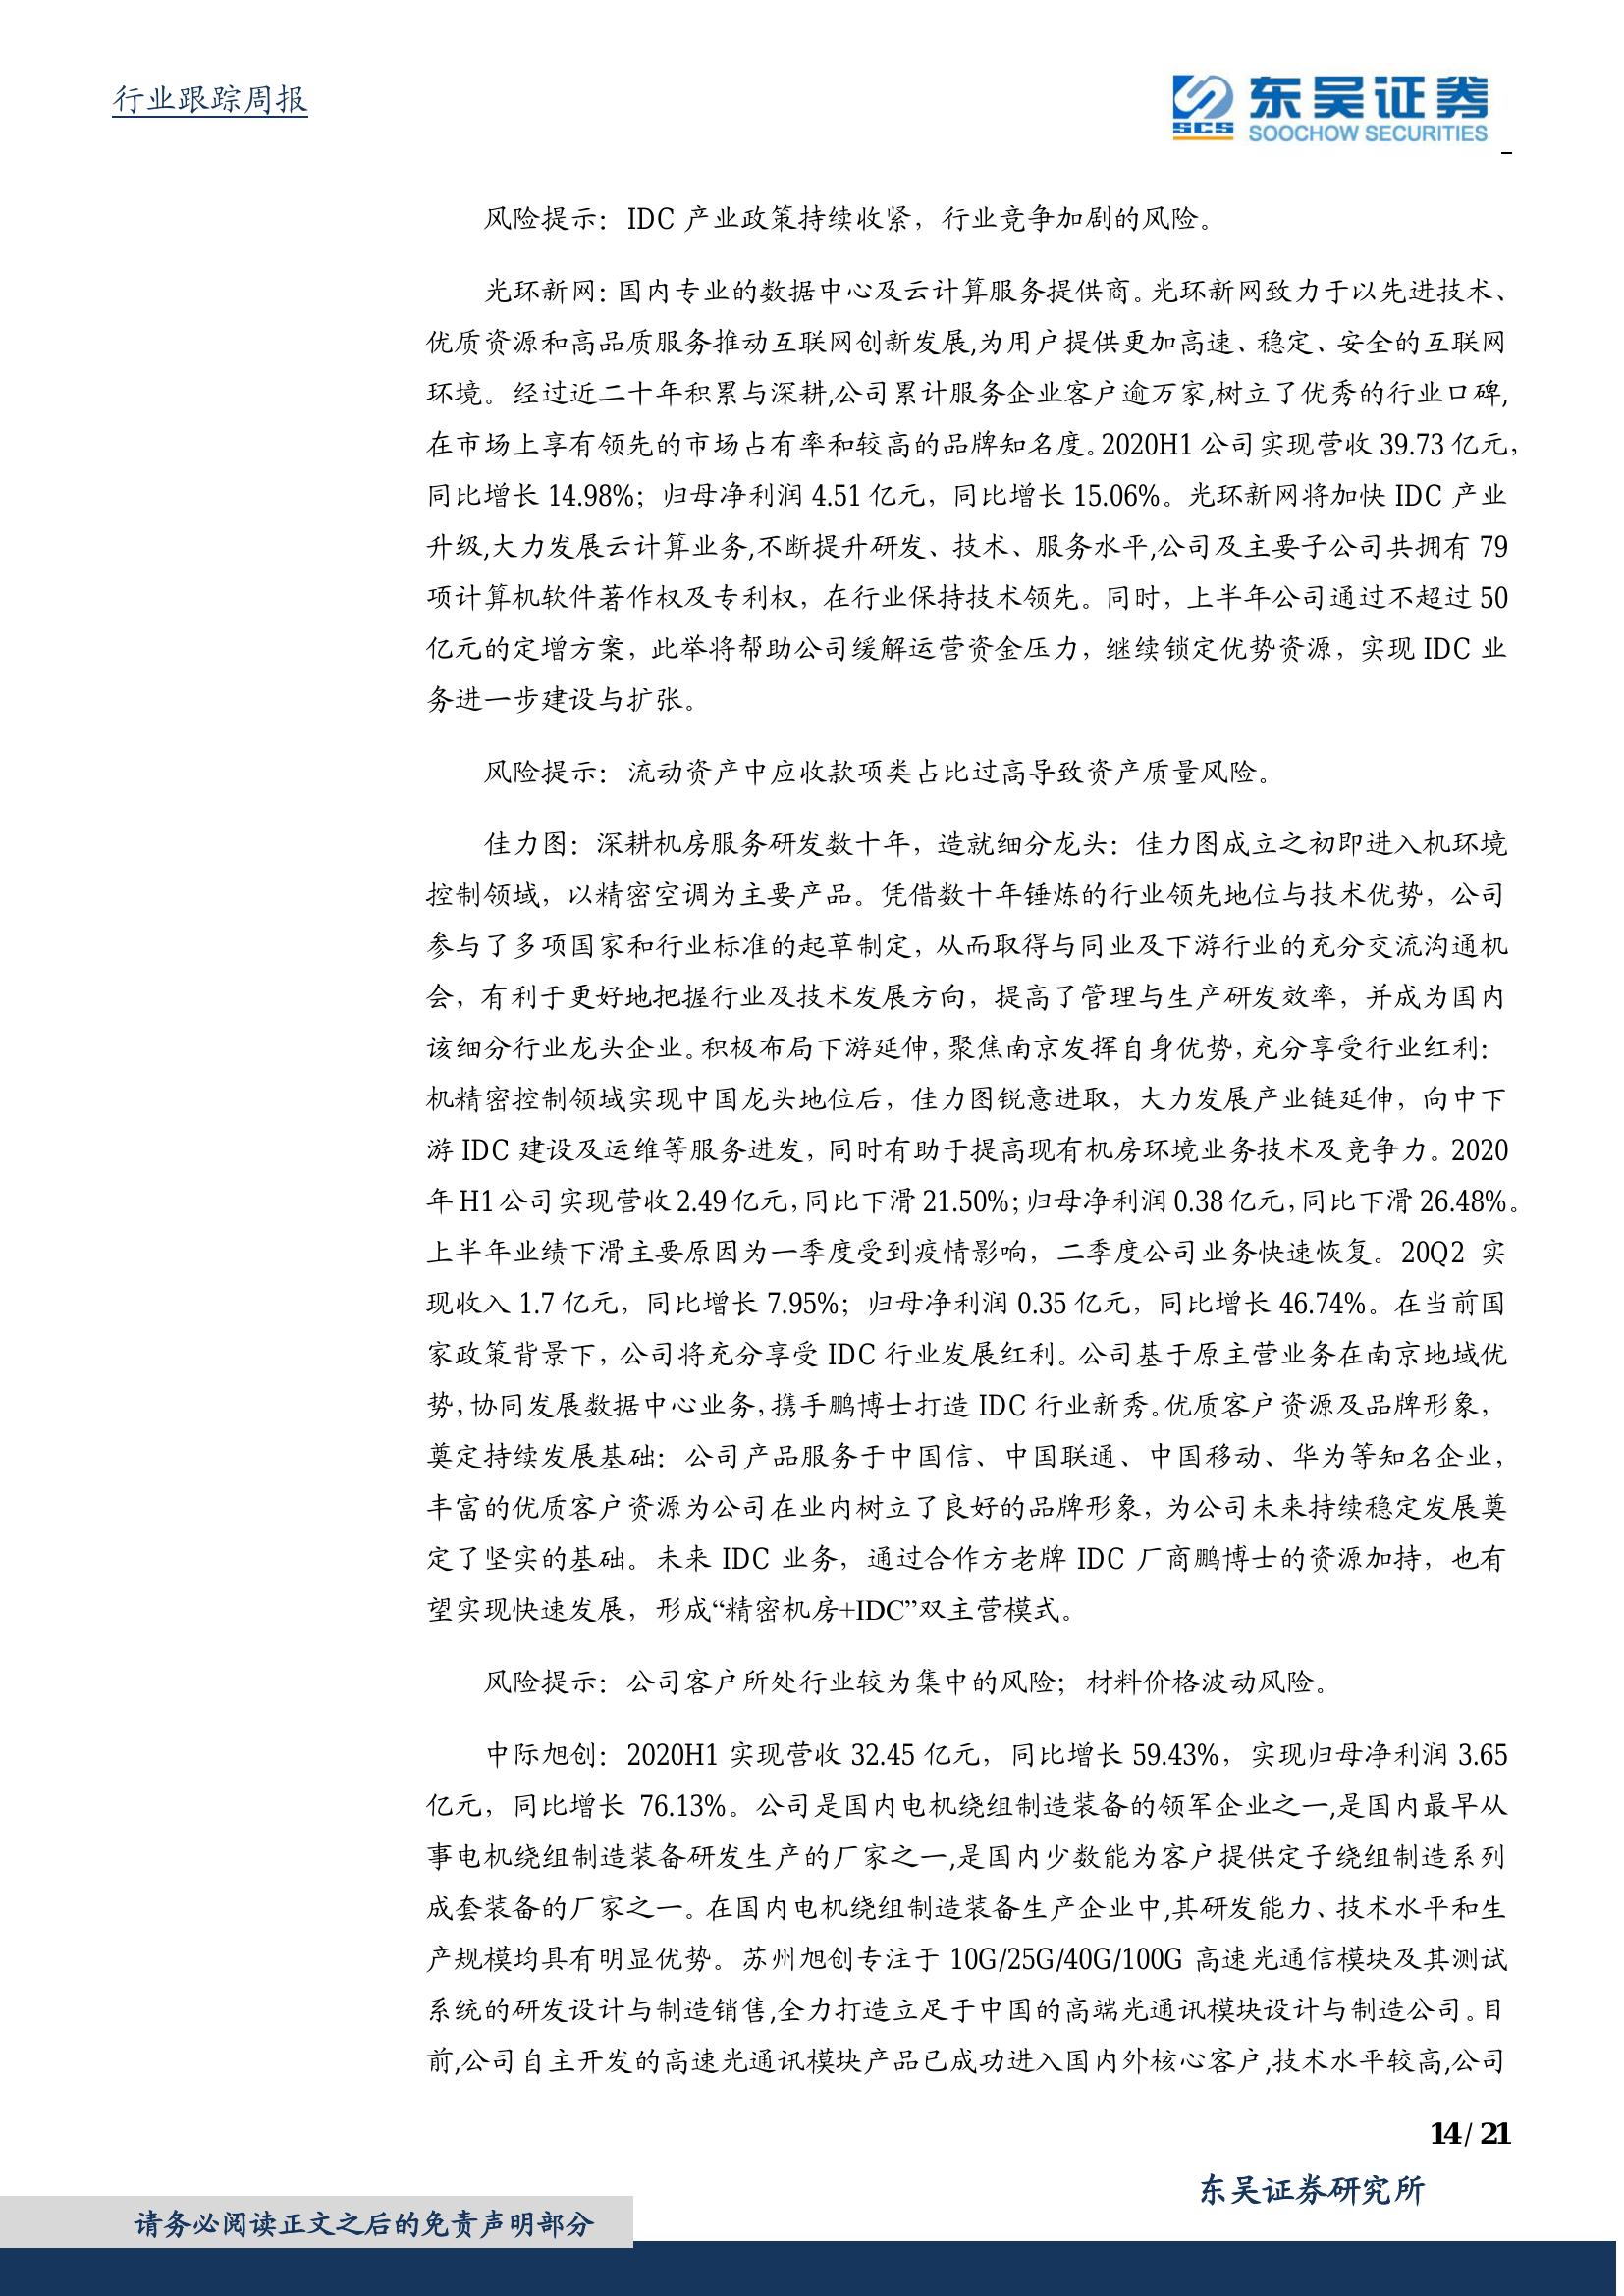 行业跟踪周报
SCS
东吴证券
SOOCHOW SECURITIES
风险提示：IDC 产业政策持续收紧，行业竞争加剧的风险。
光环新网：国内专业的数据中心及云计算服务提供商。光环新网致力于以先进技术、
优质资源和高品质服务推动互联网创新发展,为用户提供更加高速、稳定、安全的互联网
环境。经过近二十年积累与深耕,公司累计服务企业客户逾万家,树立了优秀的行业口碑,
在市场上享有领先的市场占有率和较高的品牌知名度。2020H1 公司实现营收 39.73 亿元，
同比增长 14.98%；归母净利润 4.51 亿元，同比增长 15.06%。光环新网将加快 IDC 产业
升级,大力发展云计算业务,不断提升研发、技术、服务水平,公司及主要子公司共拥有 79
项计算机软件著作权及专利权，在行业保持技术领先。同时，上半年公司通过不超过 50
亿元的定增方案，此举将帮助公司缓解运营资金压力，继续锁定优势资源，实现 IDC 业
务进一步建设与扩张。
风险提示：流动资产中应收款项类占比过高导致资产质量风险。
佳力图：深耕机房服务研发数十年，造就细分龙头：佳力图成立之初即进入机环境
控制领域，以精密空调为主要产品。凭借数十年锤炼的行业领先地位与技术优势，公司
参与了多项国家和行业标准的起草制定，从而取得与同业及下游行业的充分交流沟通机
会，有利于更好地把握行业及技术发展方向，提高了管理与生产研发效率，并成为国内
该细分行业龙头企业。积极布局下游延伸，聚焦南京发挥自身优势，充分享受行业红利：
机精密控制领域实现中国龙头地位后，佳力图锐意进取，大力发展产业链延伸，向中下
游 IDC 建设及运维等服务进发，同时有助于提高现有机房环境业务技术及竞争力。2020
年 H1 公司实现营收 2.49 亿元，同比下滑 21.50%；归母净利润 0.38 亿元，同比下滑 26.48%。
上半年业绩下滑主要原因为一季度受到疫情影响，二季度公司业务快速恢复。20Q2 实
现收入 1.7 亿元，同比增长 7.95%；归母净利润 0.35 亿元，同比增长 46.74%。在当前国
家政策背景下，公司将充分享受 IDC 行业发展红利。公司基于原主营业务在南京地域优
势，协同发展数据中心业务，携手鹏博士打造 IDC 行业新秀。优质客户资源及品牌形象，
奠定持续发展基础：公司产品服务于中国信、中国联通、中国移动、华为等知名企业，
丰富的优质客户资源为公司在业内树立了良好的品牌形象，为公司未来持续稳定发展奠
定了坚实的基础。未来 IDC 业务，通过合作方老牌 IDC 厂商鹏博士的资源加持，也有
望实现快速发展，形成“精密机房+IDC”双主营模式。
风险提示：公司客户所处行业较为集中的风险；材料价格波动风险。
中际旭创：2020H1 实现营收 32.45 亿元，同比增长 59.43%，实现归母净利润 3.65
亿元，同比增长 76.13%。公司是国内电机绕组制造装备的领军企业之一,是国内最早从
事电机绕组制造装备研发生产的厂家之一,是国内少数能为客户提供定子绕组制造系列
成套装备的厂家之一。在国内电机绕组制造装备生产企业中,其研发能力、技术水平和生
产规模均具有明显优势。苏州旭创专注于 10G/25G/40G/100G 高速光通信模块及其测试
系统的研发设计与制造销售,全力打造立足于中国的高端光通讯模块设计与制造公司。目
前,公司自主开发的高速光通讯模块产品已成功进入国内外核心客户,技术水平较高,公司
14 / 21
东吴证券研究所
请务必阅读正文之后的免责声明部分